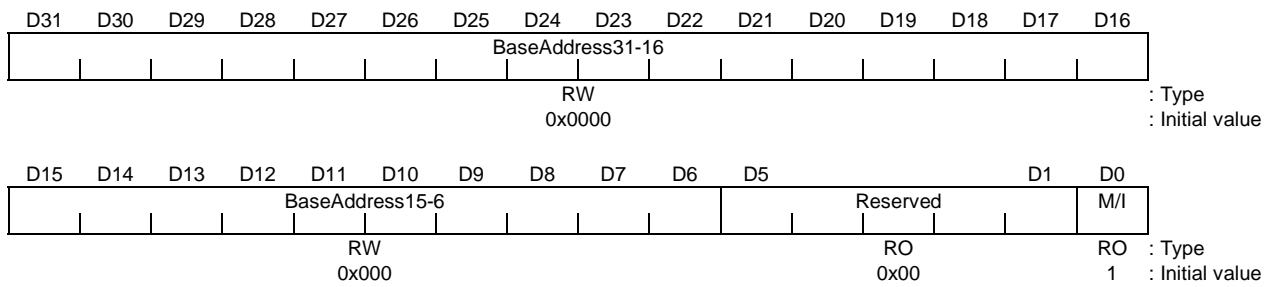 D31 D30 D29 D28 D27 D26 D25 D24 D23 D22 D21 D20 D19 D18 D17 D16
BaseAddress31-16
RW : Type
0x0000 : Initial value
D15 D14 D13 D12 D11 D10 D9 D8 D7 D6 D5 D1 D0
BaseAddress15-6 Reserved M/I
RW RO RO : Type
0x000 0x00 1 : Initial value